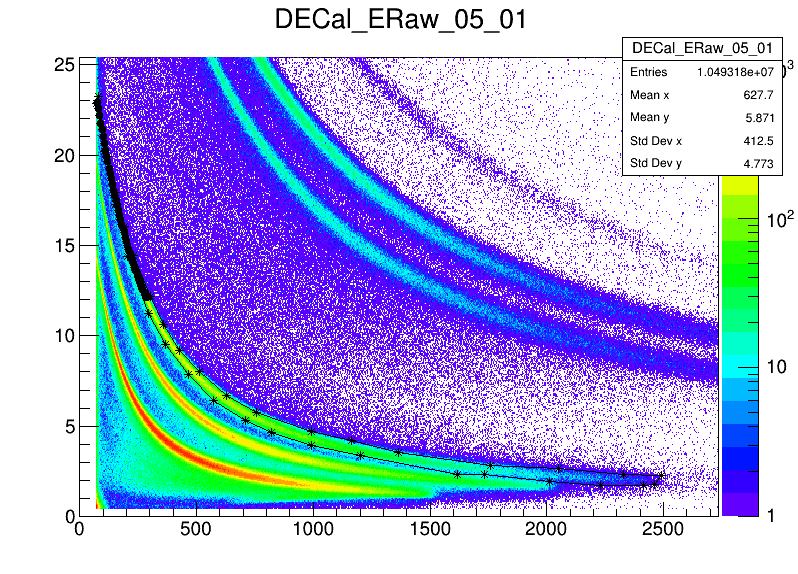 DECal_ERaw_05_01
DECal_ERaw_05_01
Entries 1.049318e+07
Mean x 627.7
Mean y 5.871
Std Dev x 412.5
Std Dev y 4.773
25
20
15
10
5
0
0 500 1000 1500 2000 2500
10²
10
1